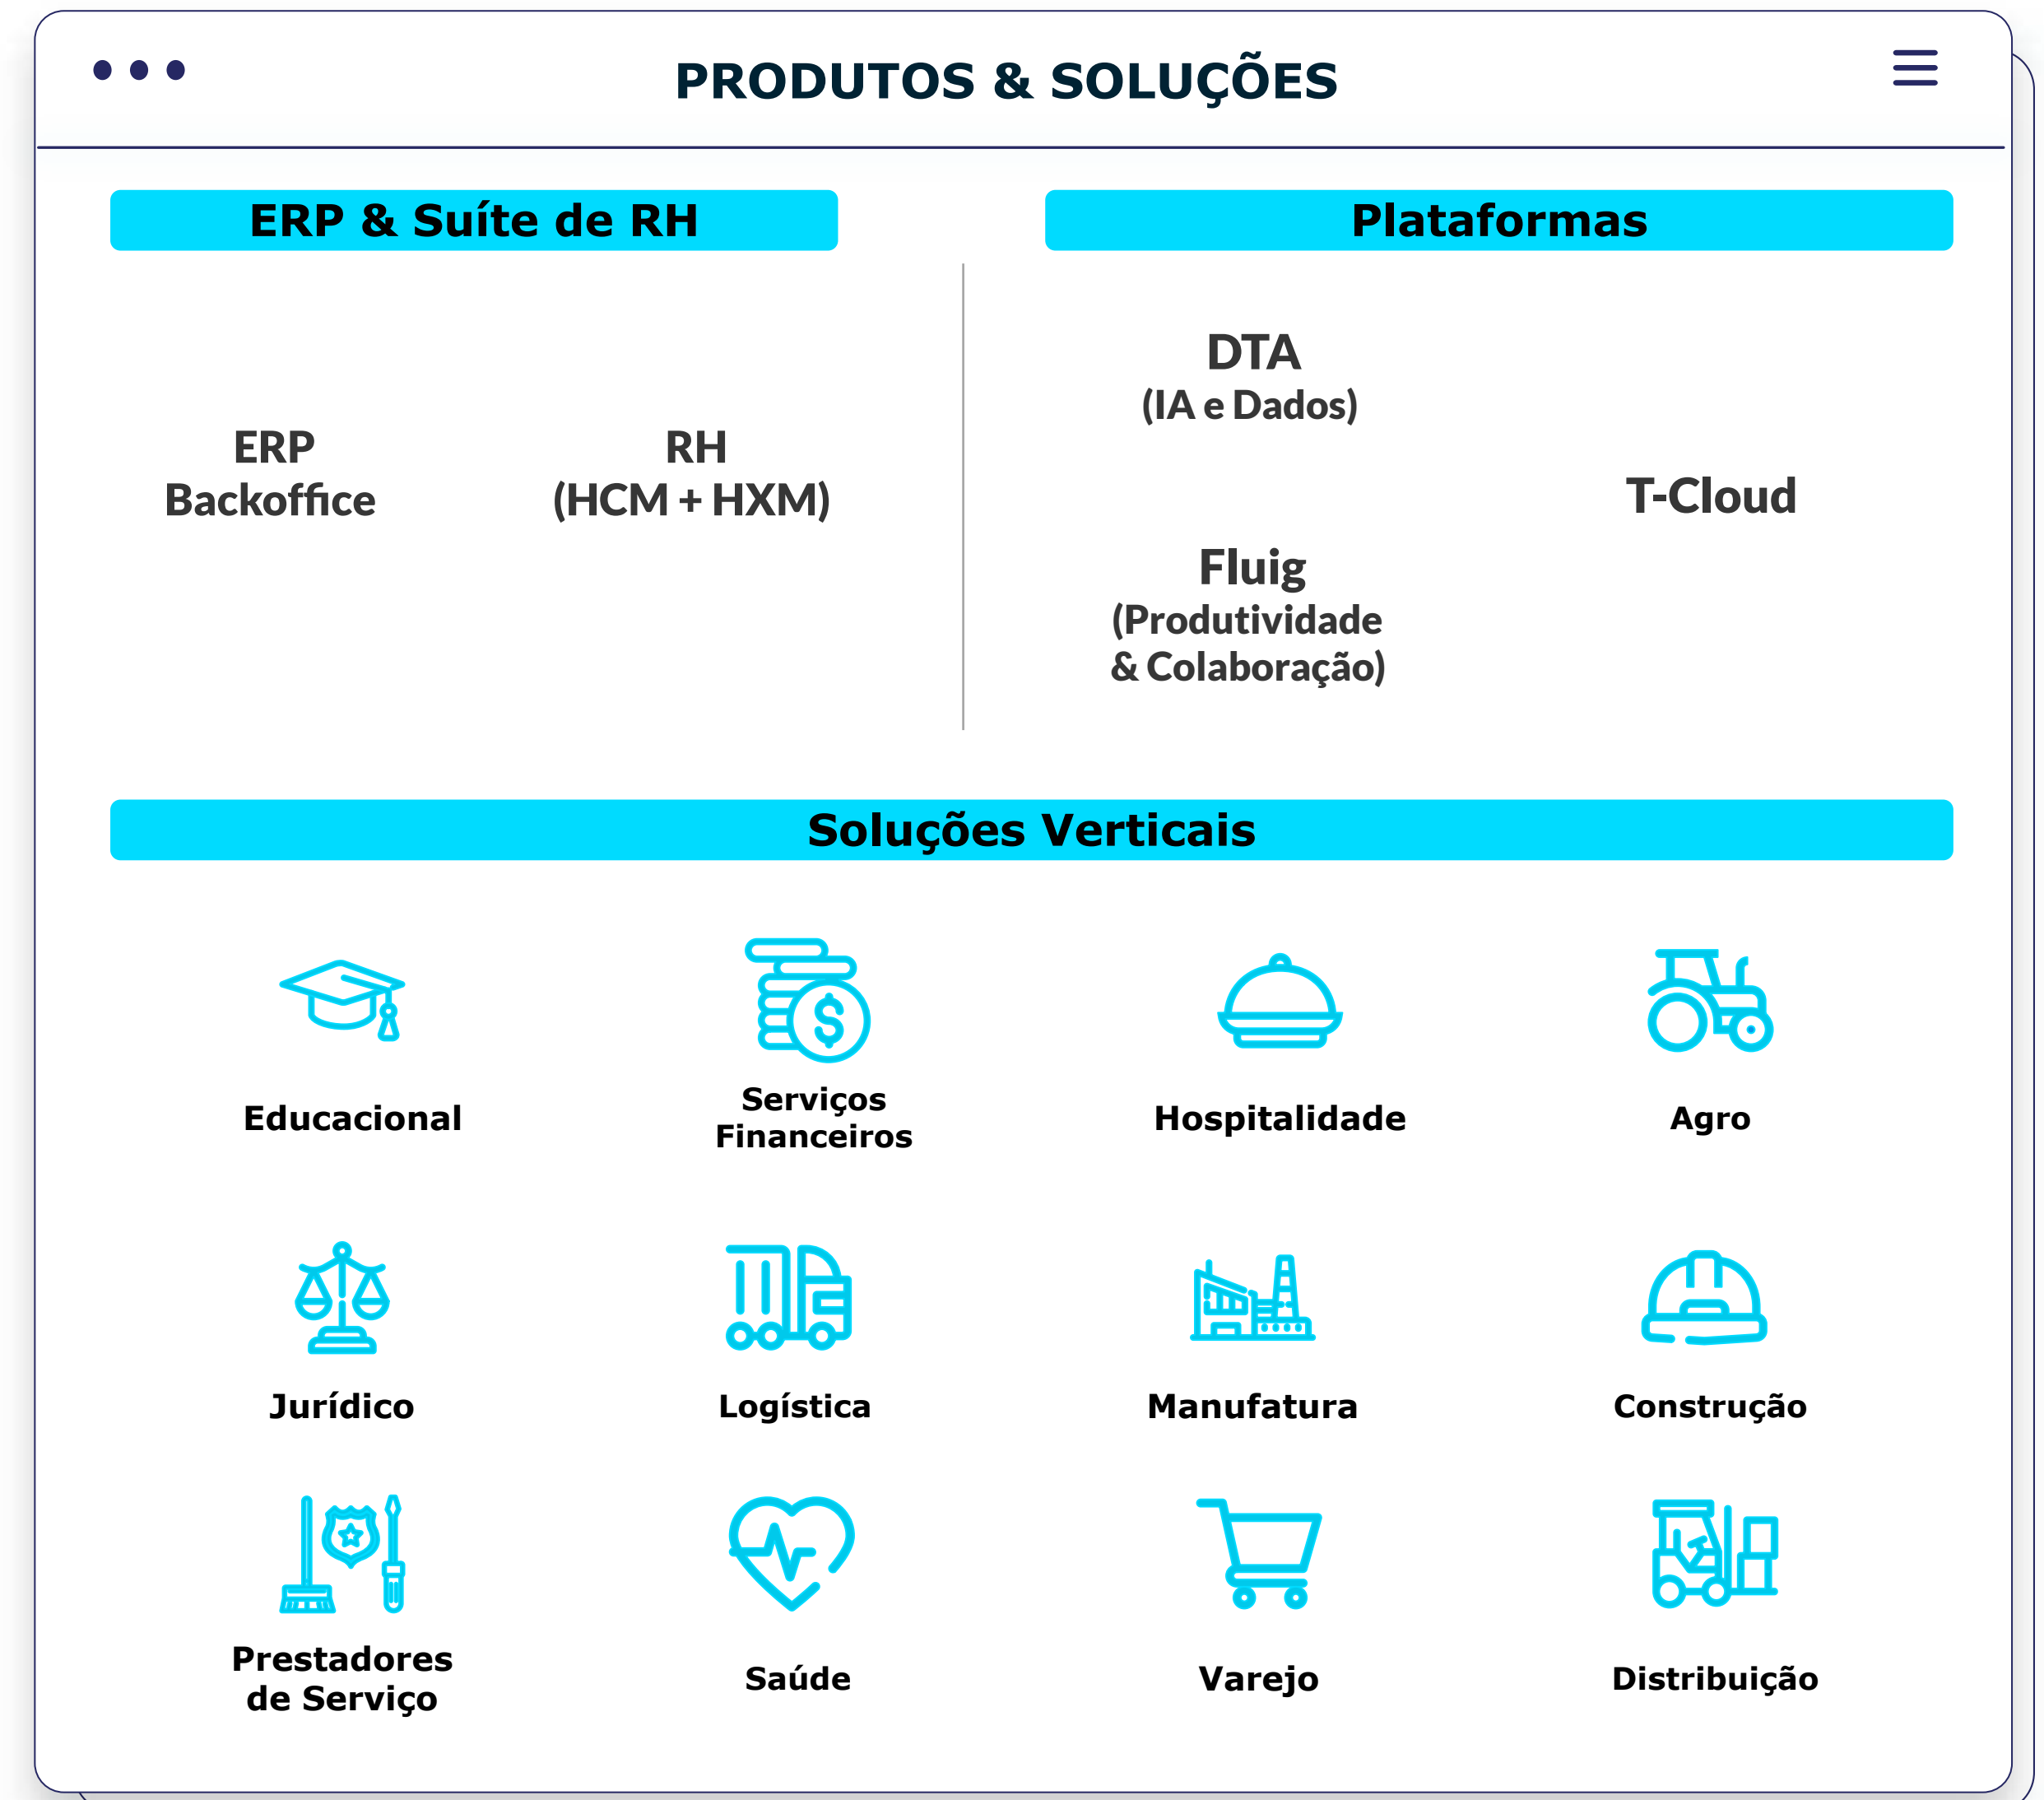 PRODUTOS & SOLUÇÕES
ERP & Suíte de RH
ERP
Backoffice
RH
(HCM + HXM)
Plataformas
DTA
(IA e Dados)
Fluig
(Produtividade
& Colaboração)
T-Cloud
Soluções Verticais
Educacional
Serviços
Financeiros
Hospitalidade
Agro
Jurídico
Logística
Manufatura
Construção
Prestadores
de Serviço
Saúde
Varejo
Distribuição